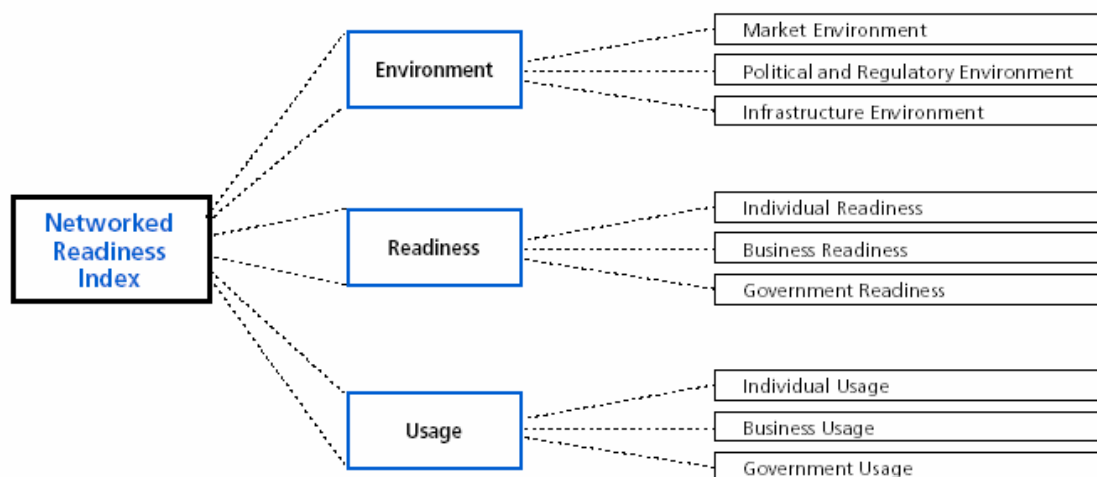 Networked
Readiness
Index
Environment
Market Environment
Political and Regulatory Environment
Infrastructure Environment
Readiness
Individual Readiness
Business Readiness
Government Readiness
Usage
Individual Usage
Business Usage
Government Usage